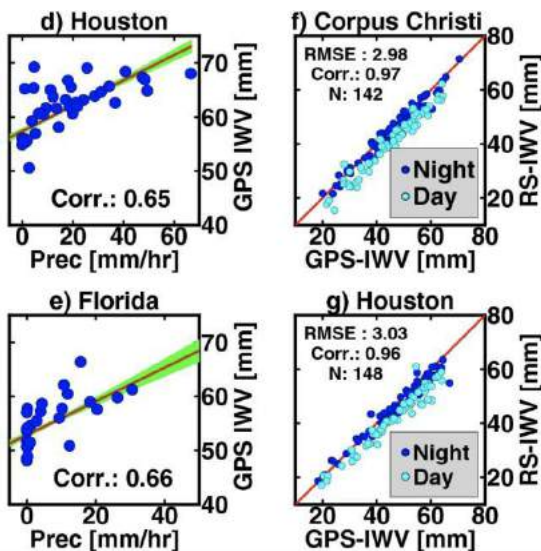 d) Houston
70
60
50
40
GPS IWV [mm]
Corr.: 0.65
0 20 40 60
Prec [mm/hr]
f) Corpus Christi
RMSE : 2.98
Corr.: 0.97
N: 142
Night
Day
80
60
40
20
RS-IWV [mm]
20 40 60 80
GPS-IWV [mm]
e) Florida
70
60
50
40
GPS IWV [mm]
Corr.: 0.66
0 20 40
Prec [mm/hr]
g) Houston
RMSE : 3.03
Corr.: 0.96
N: 148
Night
Day
80
60
40
20
RS-IWV [mm]
20 40 60 80
GPS-IWV [mm]